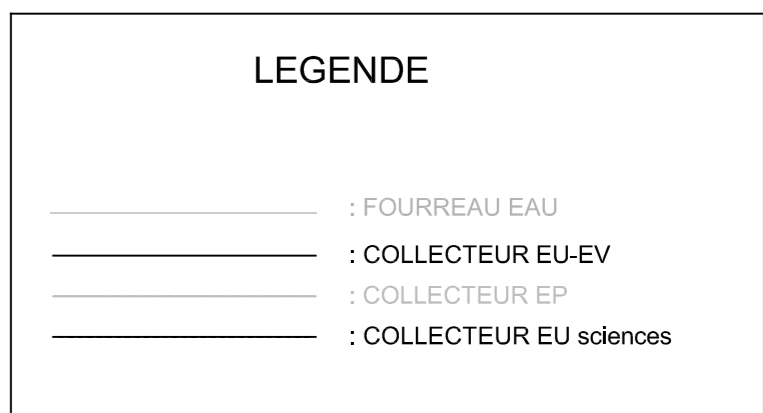 LEGENDE
: FOURREAU EAU
: COLLECTEUR EU-EV
: COLLECTEUR EP
: COLLECTEUR EU sciences